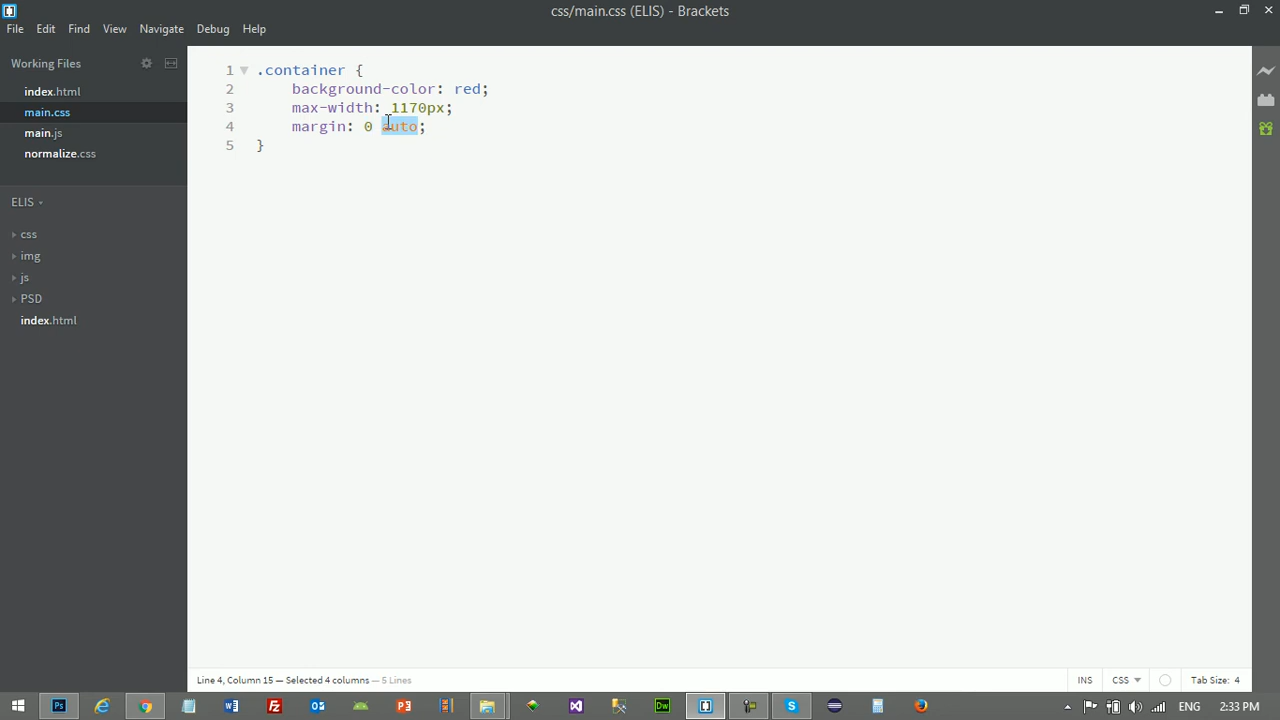 css/main.css (ELIS) - Brackets
File Edit Find View Navigate Debug Help
Working Files
index.html
main.css
main.js
normalize.css
ELIS
css
img
js
PSD
index.html
1 .container {
2 background-color: red;
3 max-width: 1170px;
4 margin: 0 auto;
5 }
Line 4, Column 15 — Selected 4 columns — 5 Lines
INS CSS Tab Size: 4
ENG 2:33 PM